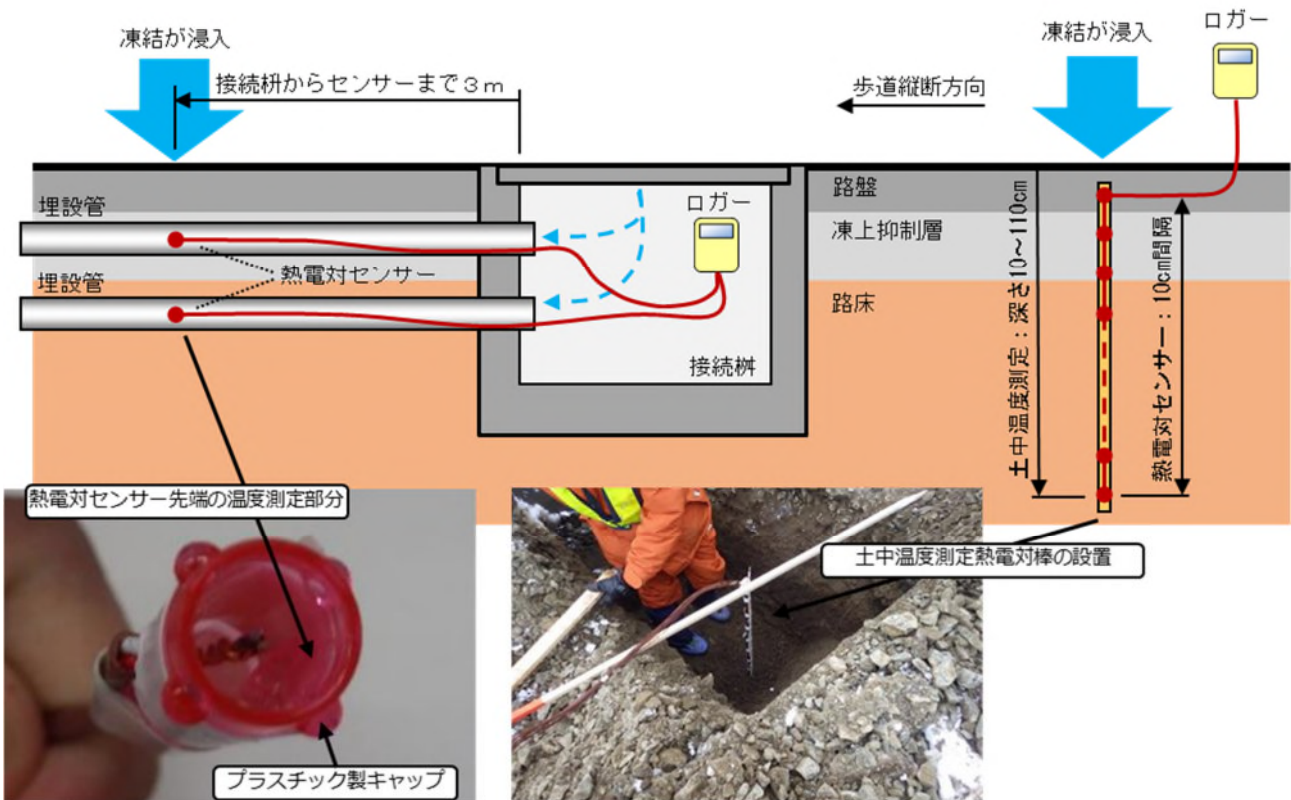 ロガー
凍結が浸入
凍結が浸入
接続枡からセンサーまで3m
歩道縦断方向
路盤
埋設管
ロガー
凍上抑制層
熱電対センサー
埋設管
路床
接続桝
土中温度測定：深さ10～110cm
熱電対センサー：10cm間隔
熱電対センサー先端の温度測定部分
土中温度測定熱電対棒の設置
プラスチック製キャップ